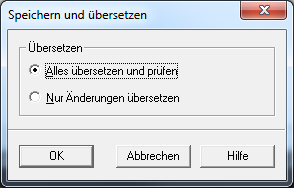 Speichern und übersetzen
Übersetzen
Alles übersetzen und prüfen
Nur Änderungen übersetzen
OK Abbrechen Hilfe